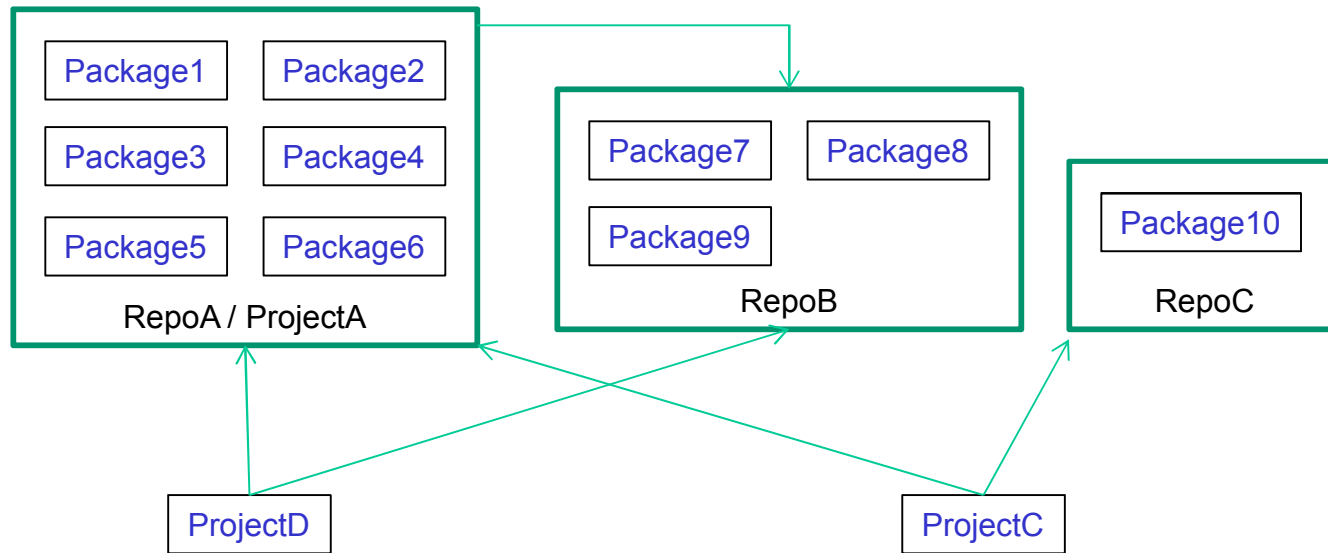 Package1
Package2
Package3
Package4
Package5
Package6
RepoA / ProjectA
Package7
Package8
Package9
RepoB
Package10
RepoC
ProjectD
ProjectC